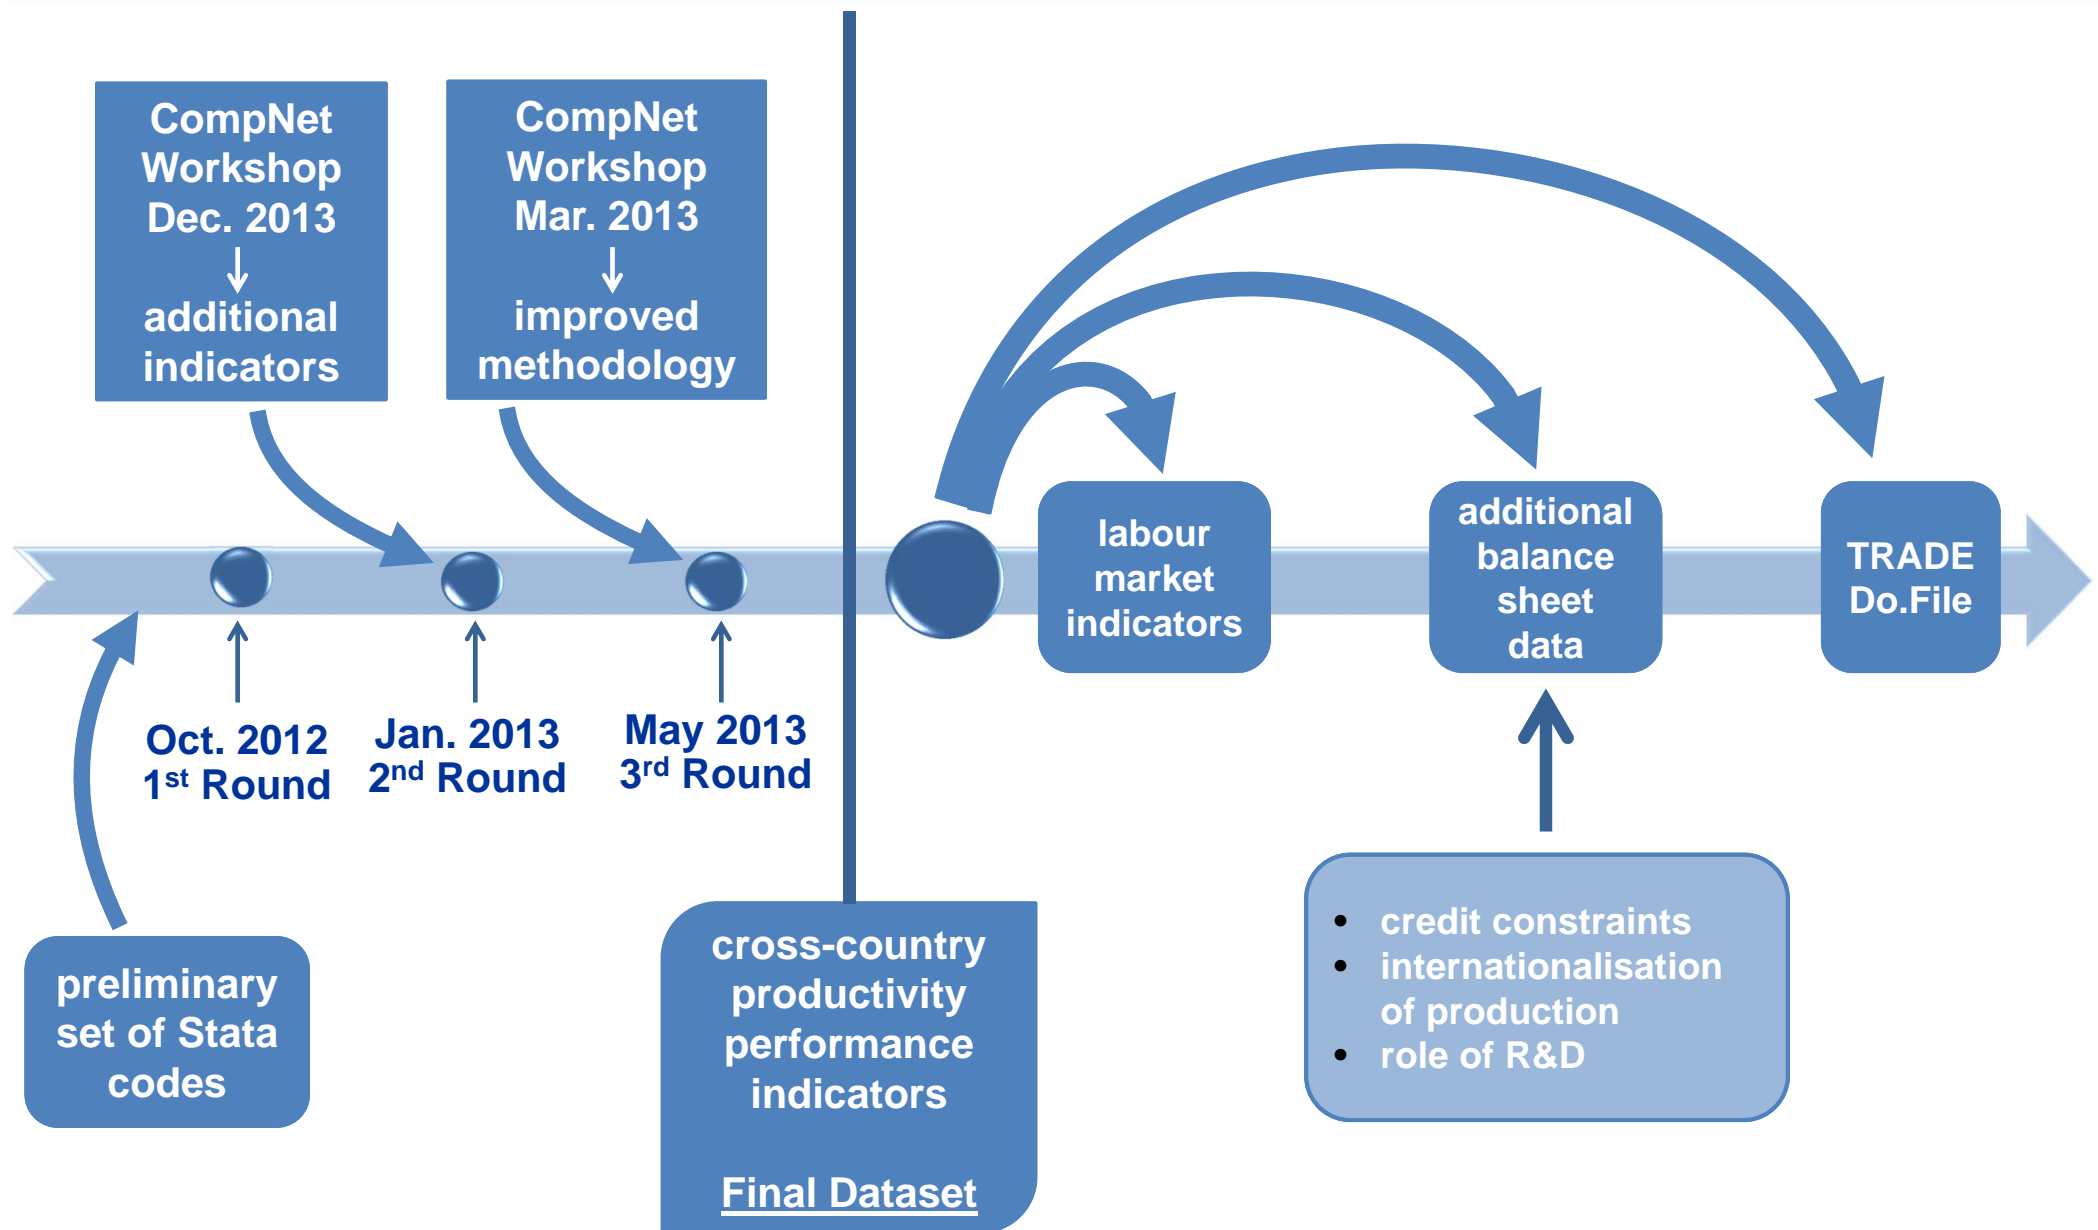 CompNet
Workshop
Dec. 2013
additional
indicators
CompNet
Workshop
Mar. 2013
improved
methodology
labour
market
indicators
additional
balance
sheet
data
TRADE
Do.File
Oct. 2012
1st Round
Jan. 2013
2nd Round
May 2013
3rd Round
preliminary
set of Stata
codes
cross-country
productivity
performance
indicators
Final Dataset
• credit constraints
• internationalisation
of production
• role of R&D